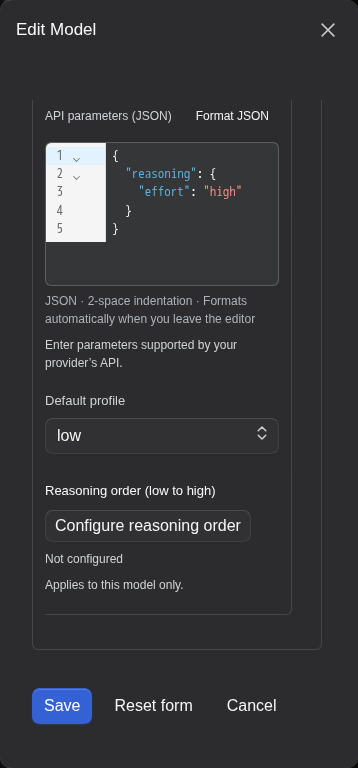 Edit Model
API parameters (JSON) Format JSON
1 {
2 "reasoning": {
3 "effort": "high"
4 }
5 }
JSON · 2-space indentation · Formats
automatically when you leave the editor
Enter parameters supported by your
provider’s API.
Default profile
low
Reasoning order (low to high)
Configure reasoning order
Not configured
Applies to this model only.
Save Reset form Cancel